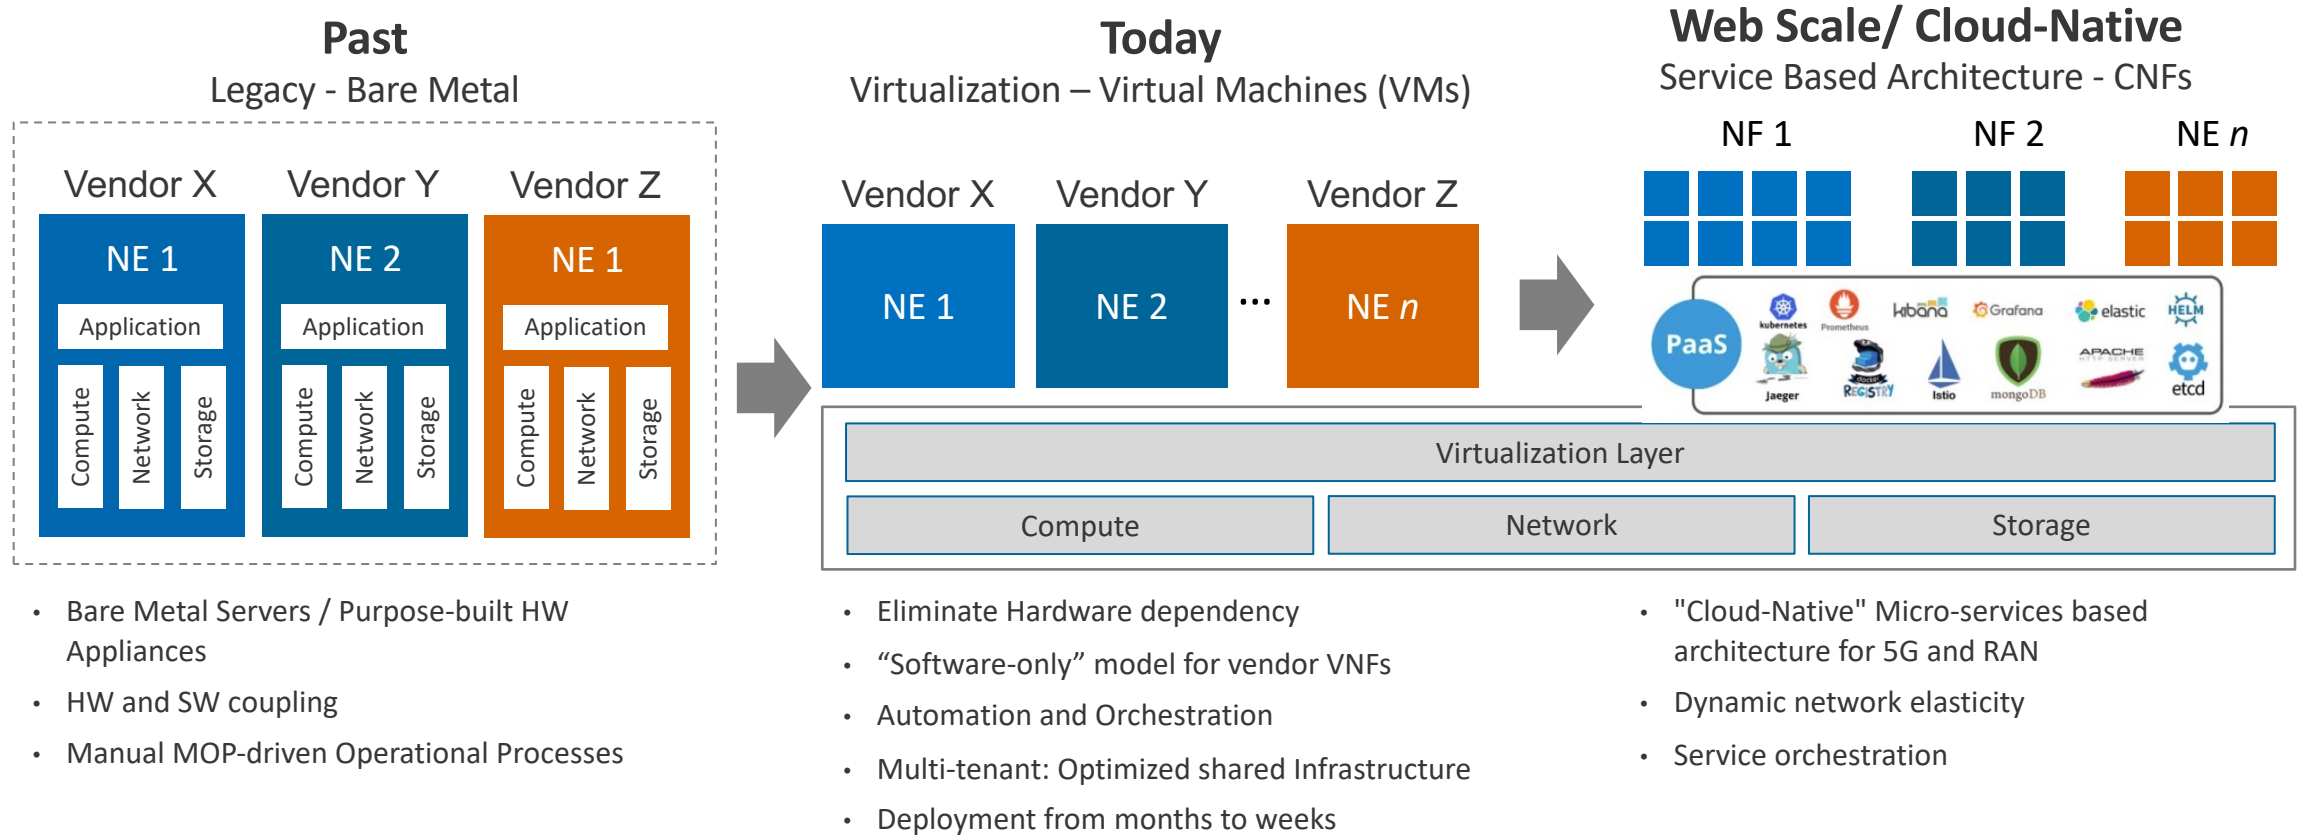 Past
Legacy - Bare Metal
Vendor X
Vendor Y
Vendor Z
NE 1
NE 2
NE 1
Application
Application
Application
Compute
Network
Storage
Compute
Network
Storage
Compute
Network
Storage
• Bare Metal Servers / Purpose-built HW
Appliances
• HW and SW coupling
• Manual MOP-driven Operational Processes
Today
Virtualization – Virtual Machines (VMs)
Vendor X
Vendor Y
Vendor Z
NE 1
NE 2
...
NE n
Web Scale/ Cloud-Native
Service Based Architecture - CNFs
NF 1
NF 2
NE n
PaaS
kubernetes
Prometheus
kibana
Grafana
elastic
HELM
Jaeger
docker
REGISTRY
Istio
mongoDB
APACHE
HTTP SERVER
etcd
Virtualization Layer
Compute
Network
Storage
• Eliminate Hardware dependency
• “Software-only” model for vendor VNFs
• Automation and Orchestration
• Multi-tenant: Optimized shared Infrastructure
• Deployment from months to weeks
• "Cloud-Native" Micro-services based
architecture for 5G and RAN
• Dynamic network elasticity
• Service orchestration